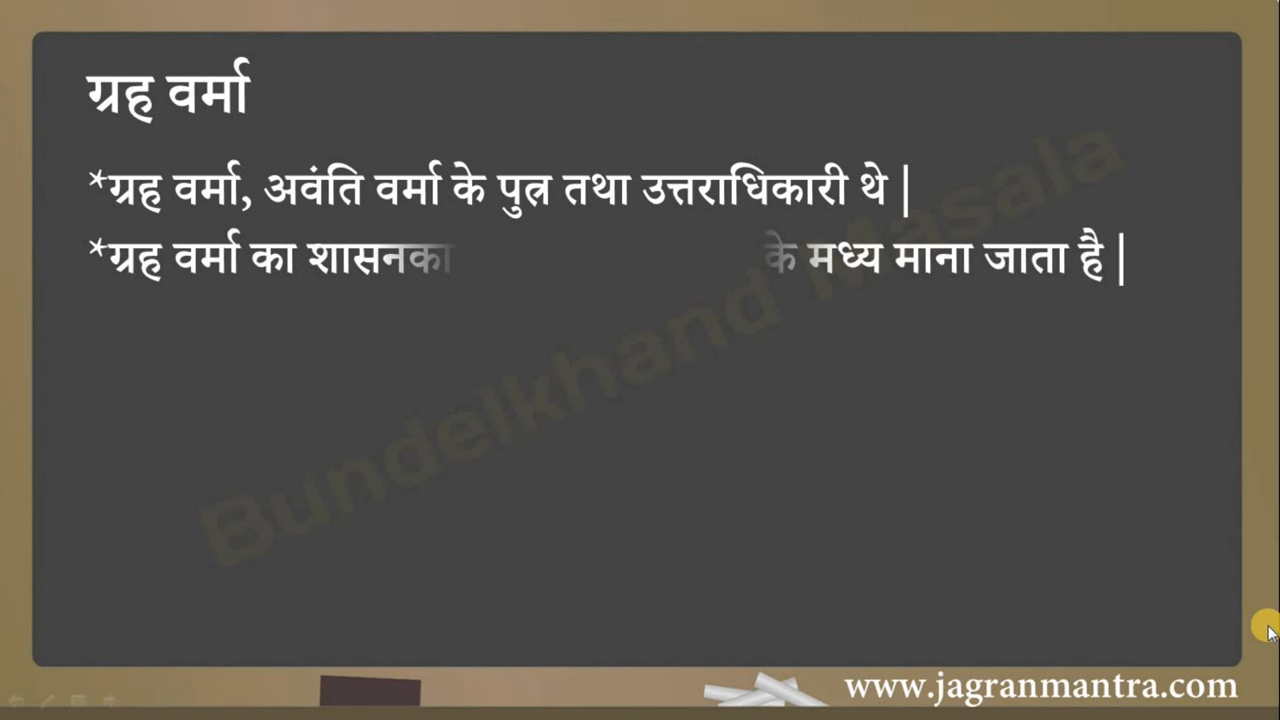 ग्रह वर्मा
*ग्रह वर्मा, अवंति वर्मा के पुत्र तथा उत्तराधिकारी थे |
*ग्रह वर्मा का शासनका के मध्य माना जाता है |
Bundelkhand Masala
www.jagranmantra.com